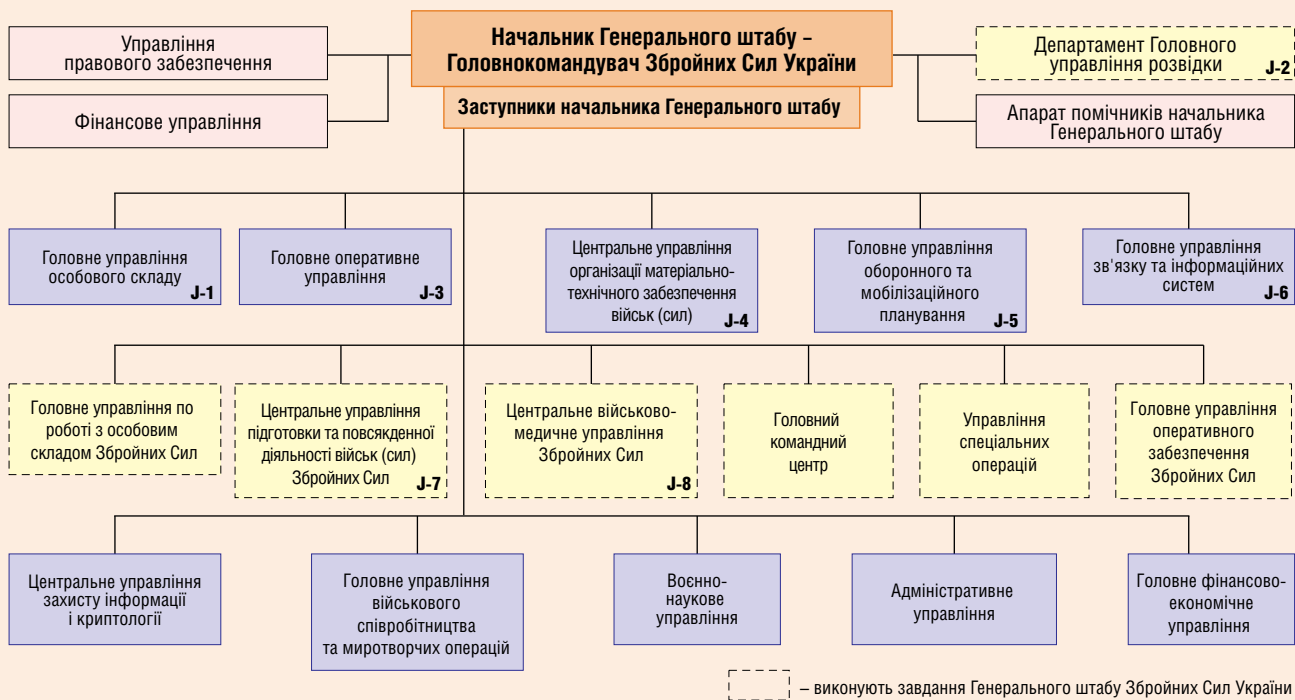 Управління
правового забезпечення
Фінансове управління
Начальник Генерального штабу –
Головнокомандувач Збройних Сил України
Заступники начальника Генерального штабу
Департамент Головного
управління розвідки
J-2
Апарат помічників начальника
Генерального штабу
Головне управління
особового складу
J-1
Головне оперативне
управління
J-3
Центральне управління
організації матеріально-
технічного забезпечення
військ (сил)
J-4
Головне управління
оборонного та
мобілізаційного
планування
J-5
Головне управління
зв'язку та інформаційних
систем
J-6
Головне управління по
роботі з особовим
складом Збройних Сил
Центральне управління
підготовки та повсякденної
діяльності військ (сил)
Збройних Сил
J-7
Центральне військово-
медичне управління
Збройних Сил
J-8
Головний
командний
центр
Управління
спеціальних
операцій
Головне управління
оперативного
забезпечення
Збройних Сил
Центральне управління
захисту інформації
і криптології
Головне управління
військового
співробітництва
та миротворчих операцій
Воєнно-
наукове
управління
Адміністративне
управління
Головне фінансово-
економічне
управління
– виконують завдання Генерального штабу Збройних Сил України